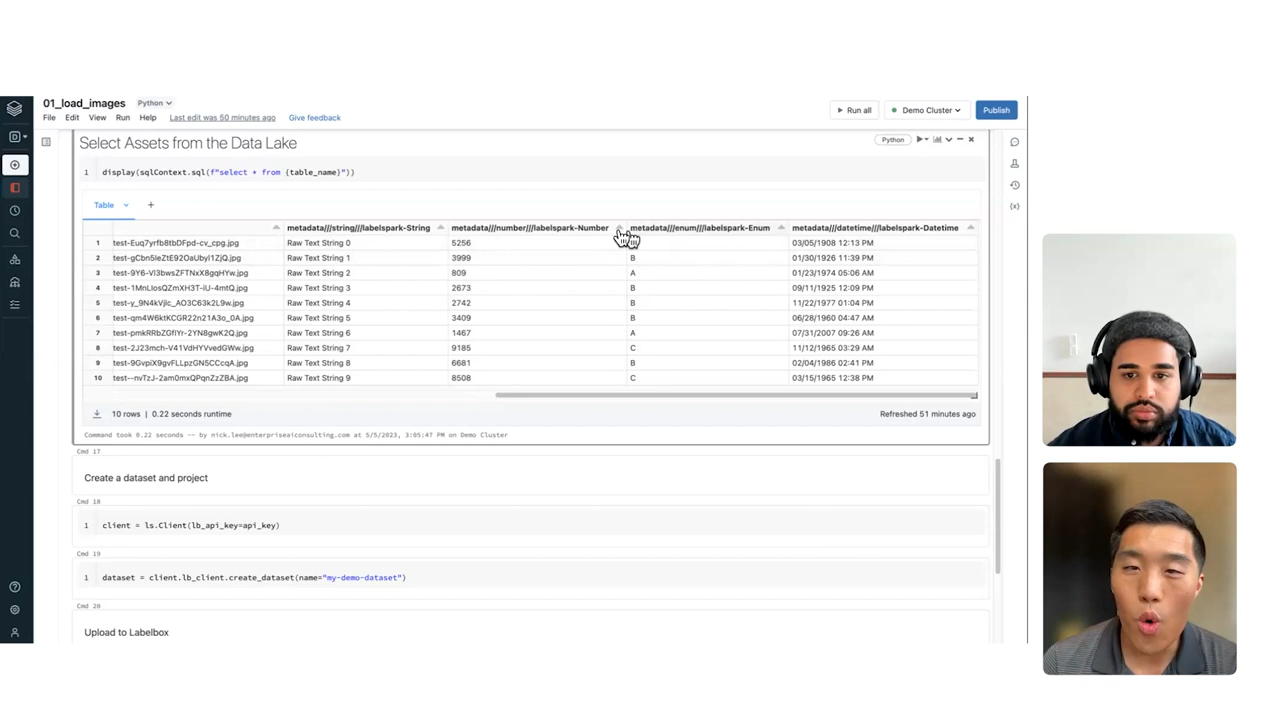 01_load_images Python
File Edit View Run Help Last edit was 50 minutes ago Give feedback
Run all Demo Cluster Publish
Select Assets from the Data Lake
Python
1 display(sqlContext.sql(f"select * from {table_name}"))
Table +
metadata///string///labelspark-String metadata///number///labelspark-Number metadata///enum///labelspark-Enum metadata///datetime///labelspark-Datetime
1 test-Euq7yrfb8tbDFpd-cv_cpg.jpg Raw Text String 0 5256 03/05/1908 12:13 PM
2 test-gCbn5leZtE92OaUbyl1ZjQ.jpg Raw Text String 1 3999 B 01/30/1926 11:39 PM
3 test-9Y6-Vl3bwsZFTNxX8gqHYw.jpg Raw Text String 2 809 A 01/23/1974 05:06 AM
4 test-1MnLlosQZmXH3T-iU-4mtQ.jpg Raw Text String 3 2673 B 09/11/1925 12:09 PM
5 test-y_9N4kVjlc_AO3C63k2L9w.jpg Raw Text String 4 2742 B 11/22/1977 01:04 PM
6 test-qm4W6ktKCGR22n21A3o_0A.jpg Raw Text String 5 3409 B 06/28/1960 04:47 AM
7 test-pmkRRbZGfiYr-2YN8gwK2Q.jpg Raw Text String 6 1467 A 07/31/2007 09:26 AM
8 test-2J23mch-V41VdHYVvedGWw.jpg Raw Text String 7 9185 C 11/12/1965 03:29 AM
9 test-9GvpiX9gvFLLpzGN5CCcqA.jpg Raw Text String 8 6681 B 02/04/1986 02:41 PM
10 test--nvTzJ-2am0mxQPqnZzZBA.jpg Raw Text String 9 8508 C 03/15/1965 12:38 PM
10 rows | 0.22 seconds runtime Refreshed 51 minutes ago
Command took 0.22 seconds -- by nick.lee@enterpriseaiconsulting.com at 5/5/2023, 3:05:47 PM on Demo Cluster
Cmd 17
Create a dataset and project
Cmd 18
1 client = ls.Client(lb_api_key=api_key)
Cmd 19
1 dataset = client.lb_client.create_dataset(name="my-demo-dataset")
Cmd 20
Upload to Labelbox